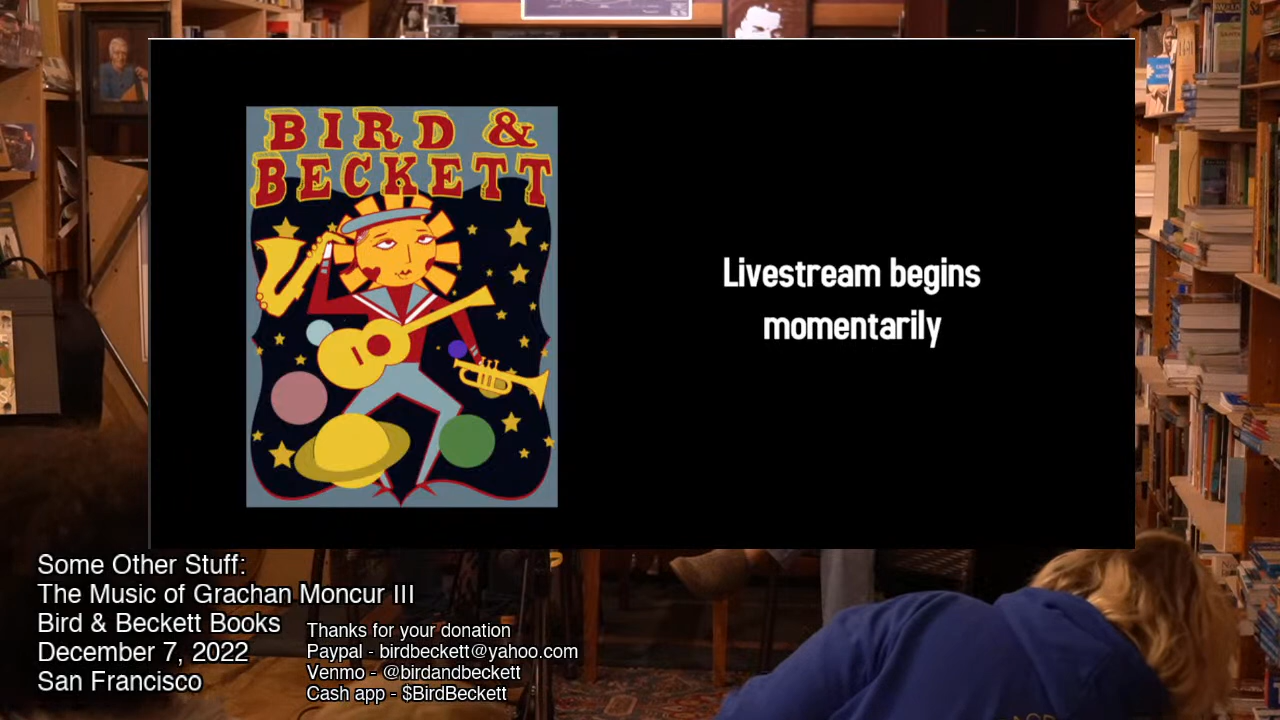 BIRD &
BECKETT
Livestream begins
momentarily
Some Other Stuff:
The Music of Grachan Moncur III
Bird & Beckett Books
December 7, 2022
San Francisco
Thanks for your donation
Paypal - birdbeckett@yahoo.com
Venmo - @birdandbeckett
Cash app - $BirdBeckett